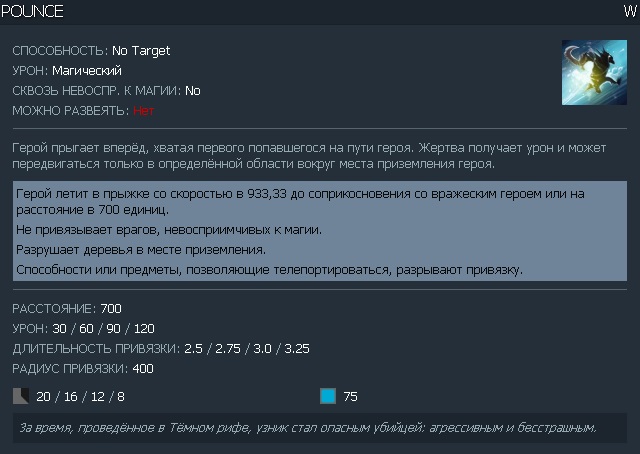 POUNCE W
СПОСОБНОСТЬ: No Target
УРОН: Магический
СКВОЗЬ НЕВОСПР. К МАГИИ: No
МОЖНО РАЗВЕЯТЬ: Нет
Герой прыгает вперёд, хватая первого попавшегося на пути героя. Жертва получает урон и может
передвигаться только в определённой области вокруг места приземления героя.
Герой летит в прыжке со скоростью в 933,33 до соприкосновения со вражеским героем или на
расстояние в 700 единиц.
Не привязывает врагов, невосприимчивых к магии.
Разрушает деревья в месте приземления.
Способности или предметы, позволяющие телепортироваться, разрывают привязку.
РАССТОЯНИЕ: 700
УРОН: 30 / 60 / 90 / 120
ДЛИТЕЛЬНОСТЬ ПРИВЯЗКИ: 2.5 / 2.75 / 3.0 / 3.25
РАДИУС ПРИВЯЗКИ: 400
20 / 16 / 12 / 8 75
За время, проведённое в Тёмном рифе, узник стал опасным убийцей: агрессивным и бесстрашным.